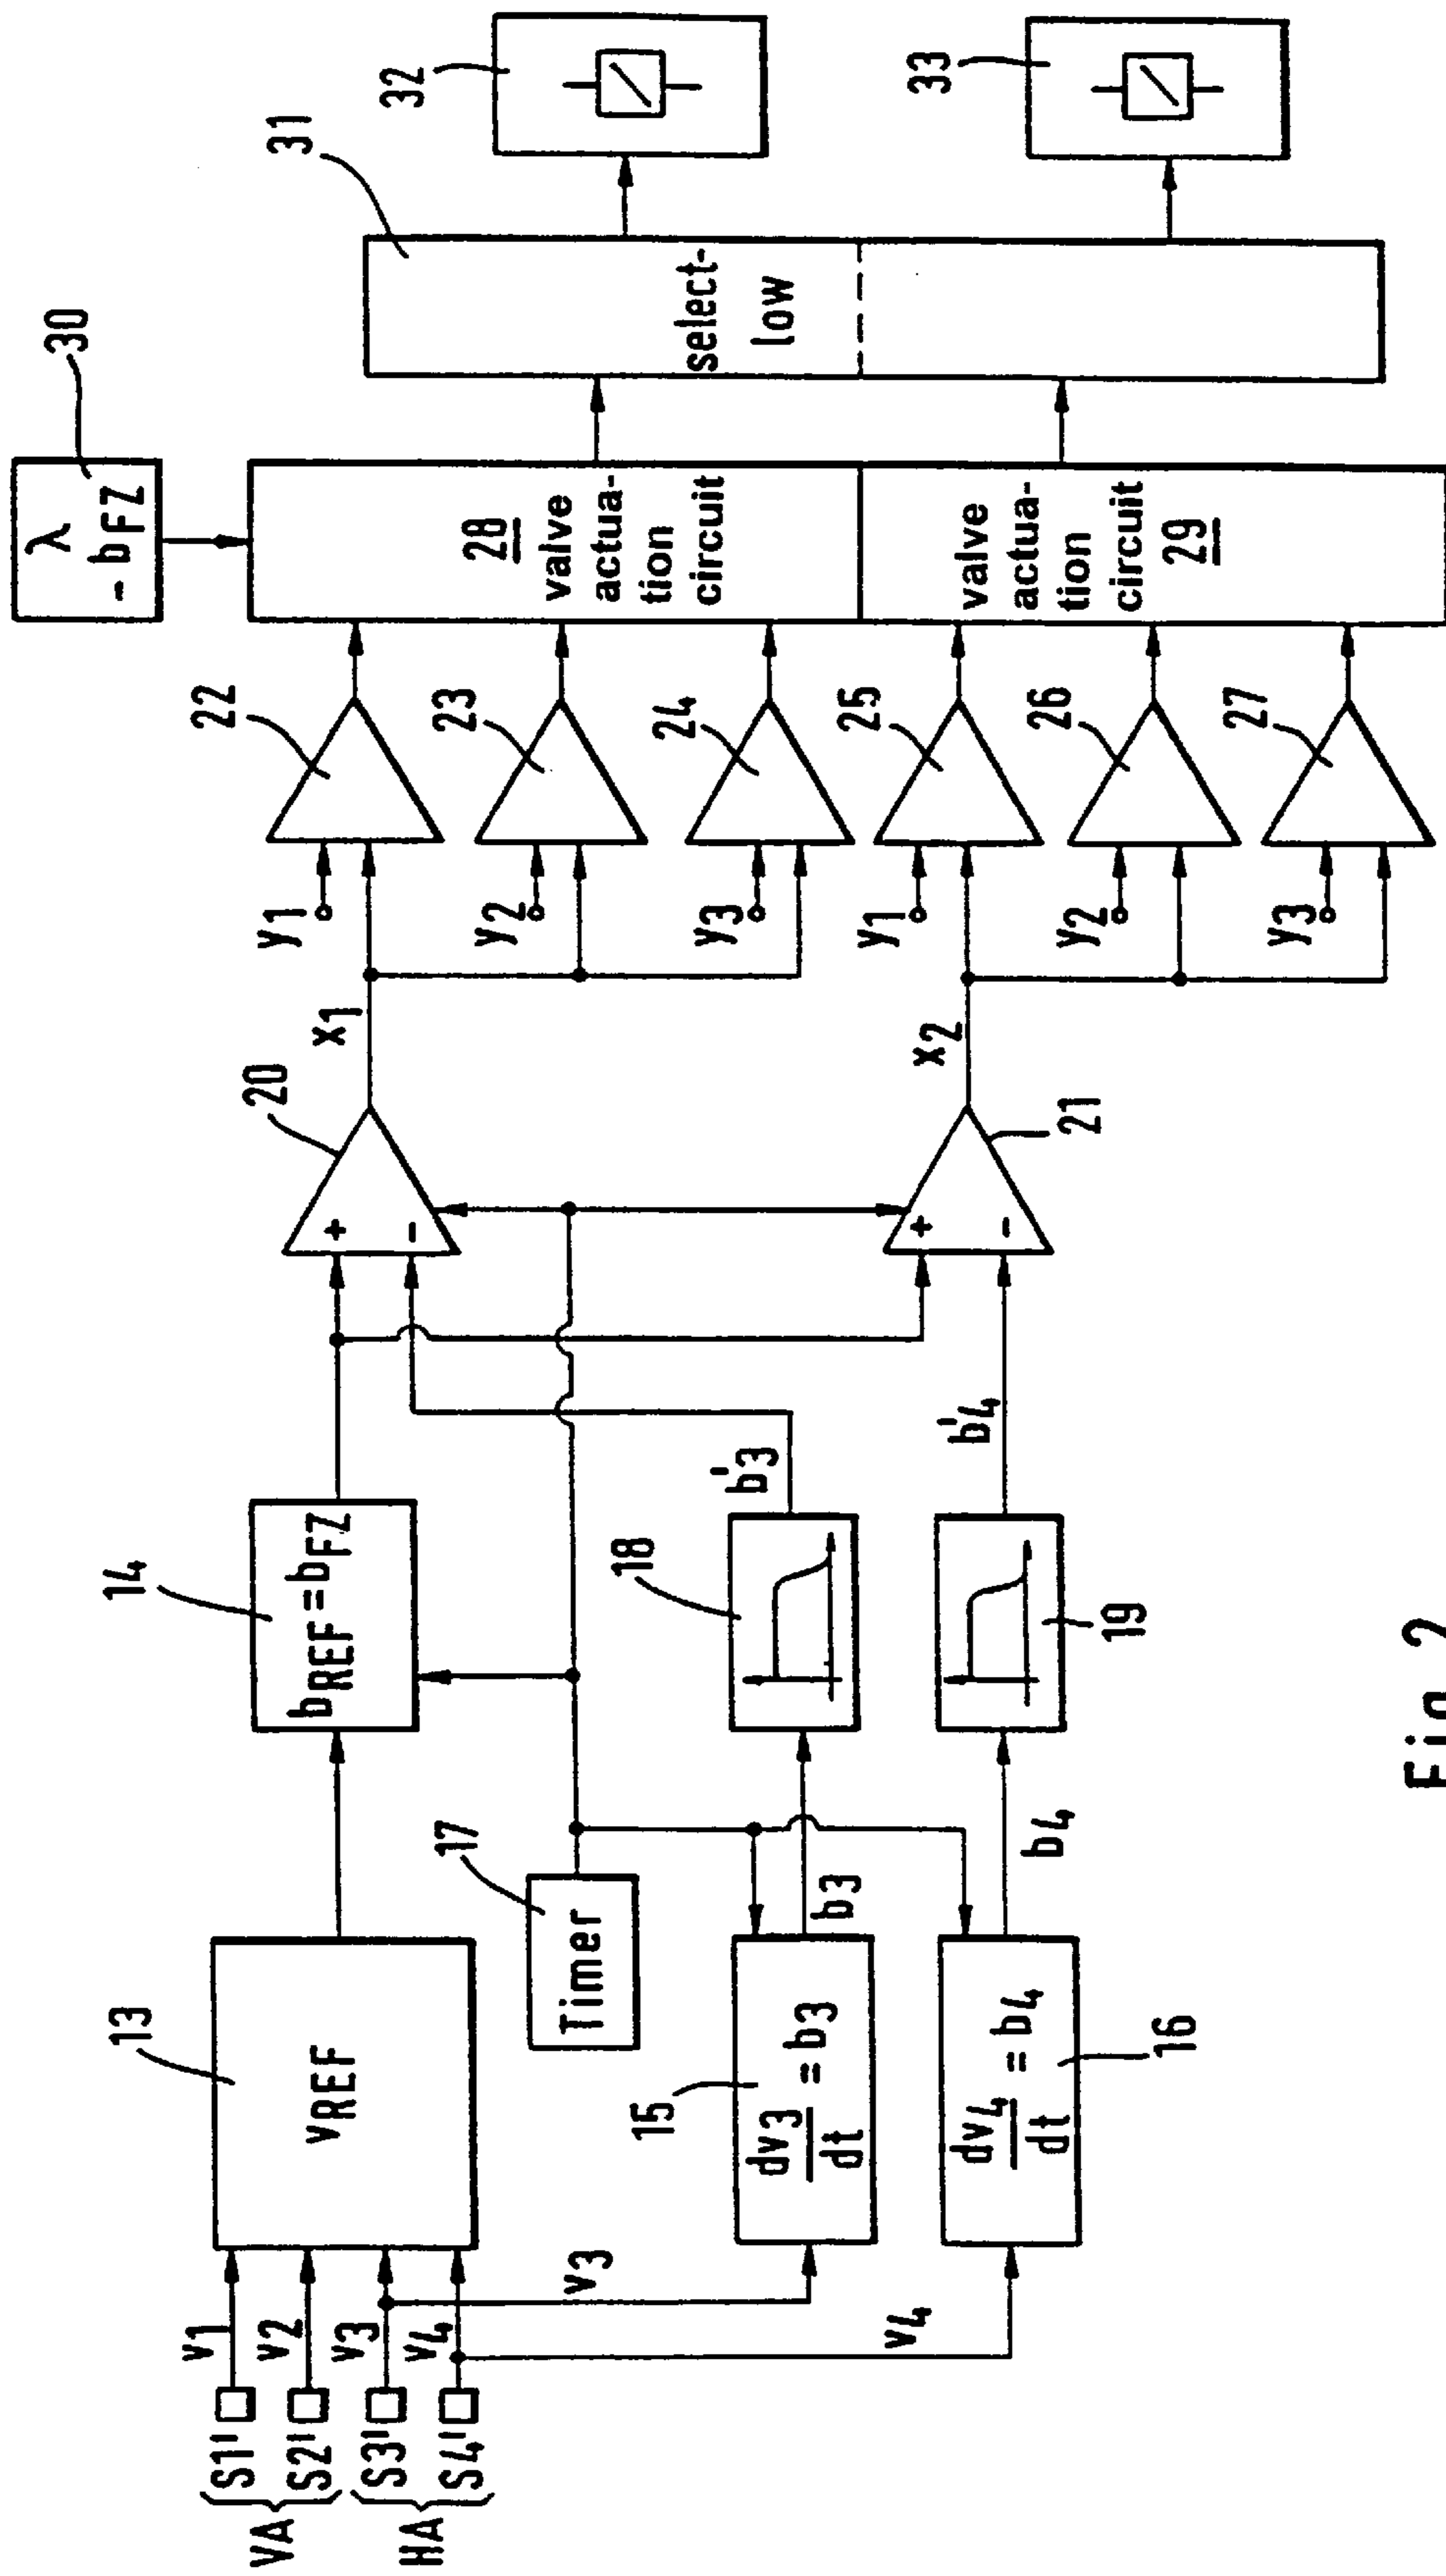 VA
HA
S1'
S2'
S3'
S4'
v1
v2
v3
v4
v3
v4
13
vREF
14
bREF=bFZ
17
Timer
15
dv3/dt = b3
16
dv4/dt = b4
b3
b4
18
19
b'3
b'4
20
+
-
21
+
-
x1
x2
y1
y2
y3
y1
y2
y3
22
23
24
25
26
27
30
λ
- bFZ
28
valve
actua-
tion
circuit
valve
actua-
tion
circuit
29
31
select-
low
32
33
Fig. 2